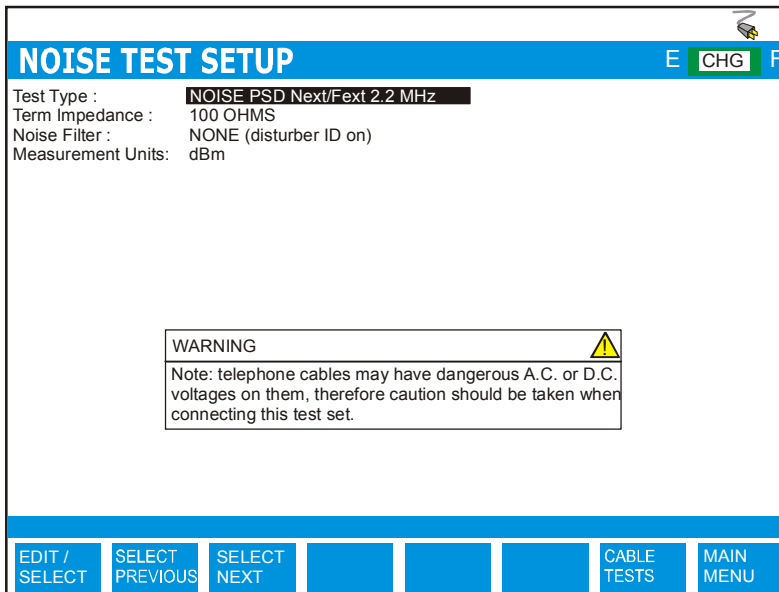 NOISE TEST SETUP
E CHG F
Test Type : NOISE PSD Next/Fext 2.2 MHz
Term Impedance : 100 OHMS
Noise Filter : NONE (disturber ID on)
Measurement Units: dBm
WARNING
Note: telephone cables may have dangerous A.C. or D.C.
voltages on them, therefore caution should be taken when
connecting this test set.
EDIT / SELECT
SELECT PREVIOUS
SELECT NEXT
CABLE TESTS
MAIN MENU